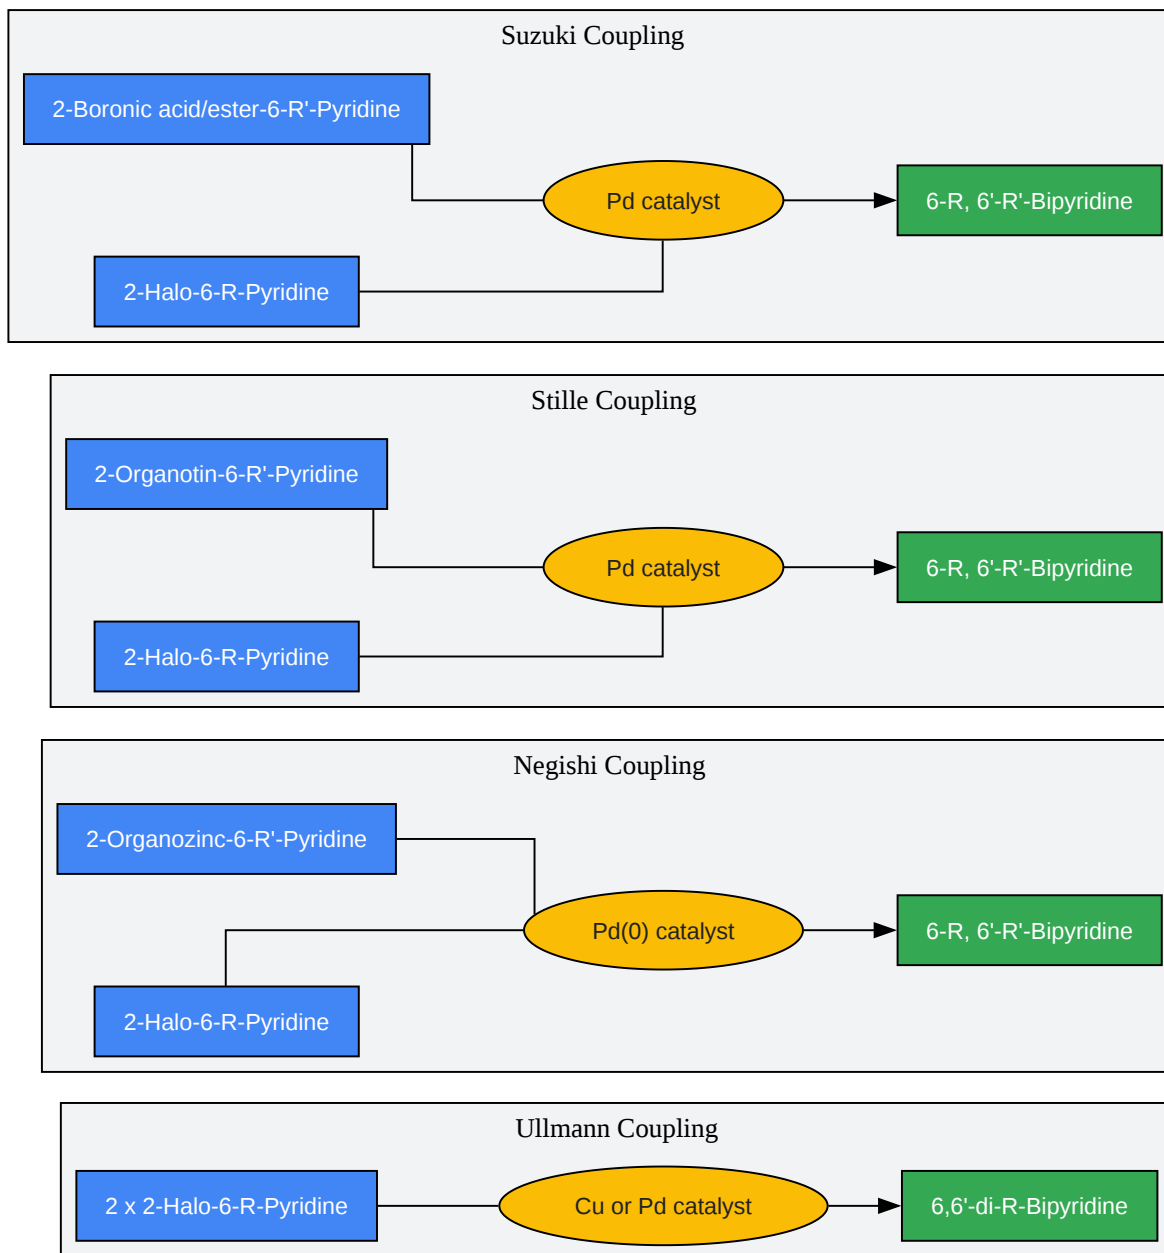 Suzuki Coupling
2-Boronic acid/ester-6-R'-Pyridine
Pd catalyst
6-R, 6'-R'-Bipyridine
2-Halo-6-R-Pyridine
Stille Coupling
2-Organotin-6-R'-Pyridine
Pd catalyst
6-R, 6'-R'-Bipyridine
2-Halo-6-R-Pyridine
Negishi Coupling
2-Organozinc-6-R'-Pyridine
Pd(0) catalyst
6-R, 6'-R'-Bipyridine
2-Halo-6-R-Pyridine
Ullmann Coupling
2 x 2-Halo-6-R-Pyridine
Cu or Pd catalyst
6,6'-di-R-Bipyridine